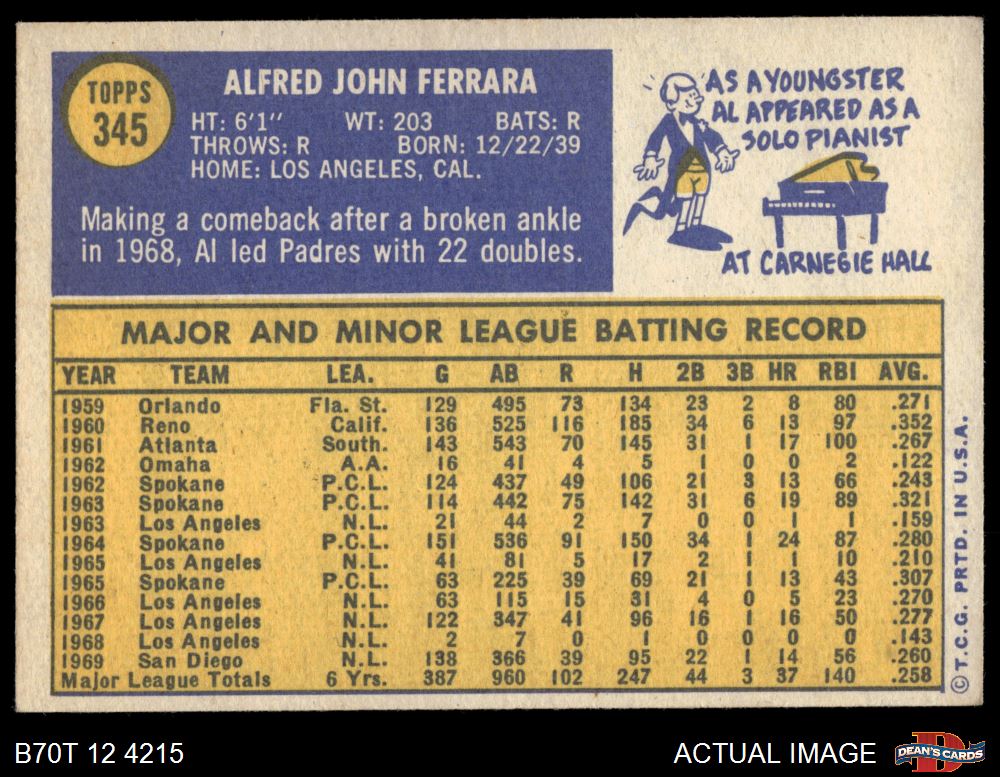 TOPPS
345
ALFRED JOHN FERRARA
HT: 6'1" WT: 203 BATS: R
THROWS: R BORN: 12/22/39
HOME: LOS ANGELES, CAL.
Making a comeback after a broken ankle
in 1968, Al led Padres with 22 doubles.
AS A YOUNGSTER
AL APPEARED AS A
SOLO PIANIST
AT CARNEGIE HALL
MAJOR AND MINOR LEAGUE BATTING RECORD
YEAR TEAM LEA. G AB R H 2B 3B HR RBI AVG.
1959 Orlando Fla. St. 129 495 73 134 23 2 8 80 .271
1960 Reno Calif. 136 525 116 185 34 6 13 97 .352
1961 Atlanta South. 143 543 70 145 31 1 17 100 .267
1962 Omaha A.A. 16 41 4 5 1 0 0 2 .122
1962 Spokane P.C.L. 124 437 49 106 21 3 13 66 .243
1963 Spokane P.C.L. 114 442 75 142 31 6 19 89 .321
1963 Los Angeles N.L. 21 44 2 7 0 0 1 1 .159
1964 Spokane P.C.L. 151 536 91 150 34 1 24 87 .280
1965 Los Angeles N.L. 41 81 5 17 2 1 1 10 .210
1965 Spokane P.C.L. 63 225 39 69 21 1 13 43 .307
1966 Los Angeles N.L. 63 115 15 31 4 0 5 23 .270
1967 Los Angeles N.L. 122 347 41 96 16 1 16 50 .277
1968 Los Angeles N.L. 2 7 0 1 0 0 0 0 .143
1969 San Diego N.L. 138 366 39 95 22 1 14 56 .260
Major League Totals 6 Yrs. 387 960 102 247 44 3 37 140 .258
© T.C.G. PRTD. IN U.S.A.
B70T 12 4215
ACTUAL IMAGE
D
DEAN'S CARDS